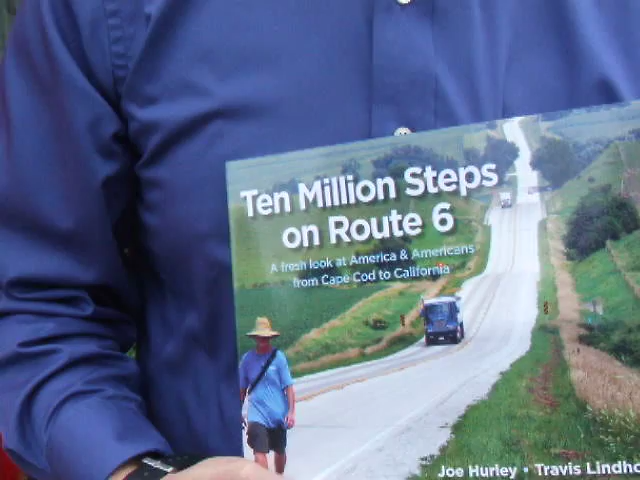 Ten Million Steps
on Route 6
A fresh look at America & Americans
from Cape Cod to California
Joe Hurley • Travis Lindho